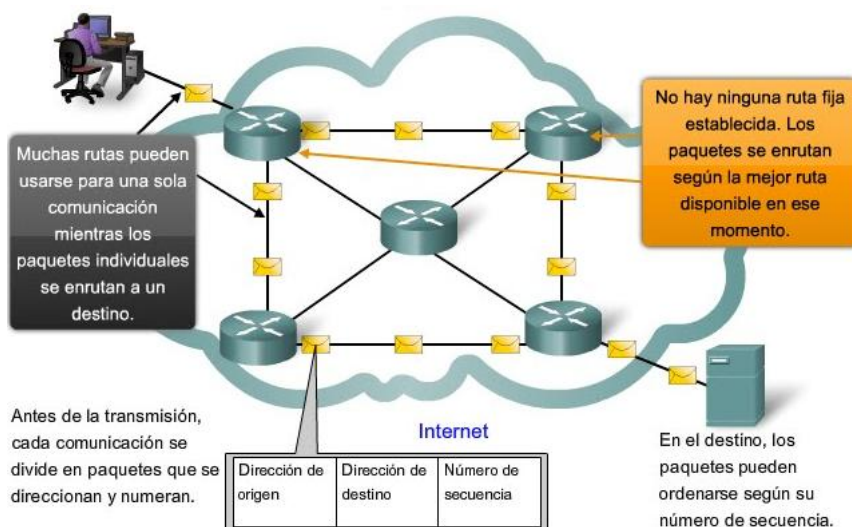 Muchas rutas pueden
usarse para una sola
comunicación
mientras los
paquetes individuales
se enrutan a un
destino.
No hay ninguna ruta fija
establecida. Los
paquetes se enrutan
según la mejor ruta
disponible en ese
momento.
Antes de la transmisión,
cada comunicación se
divide en paquetes que se
direccionan y numeran.
Internet
Dirección de
origen
Dirección de
destino
Número de
secuencia
En el destino, los
paquetes pueden
ordenarse según su
número de secuencia.